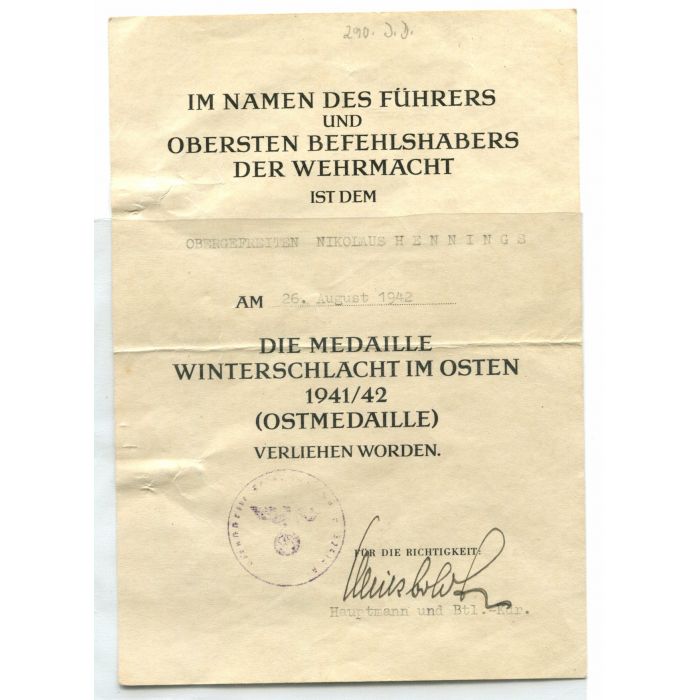 290. J.D.
IM NAMEN DES FÜHRERS
UND
OBERSTEN BEFEHLSHABERS
DER WEHRMACHT
IST DEM
OBERGEFREITEN NIKOLAUS HENNINGS
AM 26. August 1942
DIE MEDAILLE
WINTERSCHLACHT IM OSTEN
1941/42
(OSTMEDAILLE)
VERLIEHEN WORDEN.
FÜR DIE RICHTIGKEIT:
Hauptmann und Btl.-Kdr.